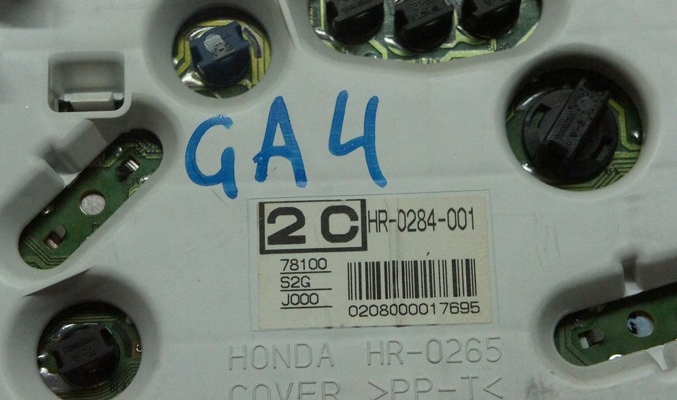 GA4
2C HR-0284-001
78100
S2G
J000
0208000017695
HONDA HR-0265
COVER >PP-T<